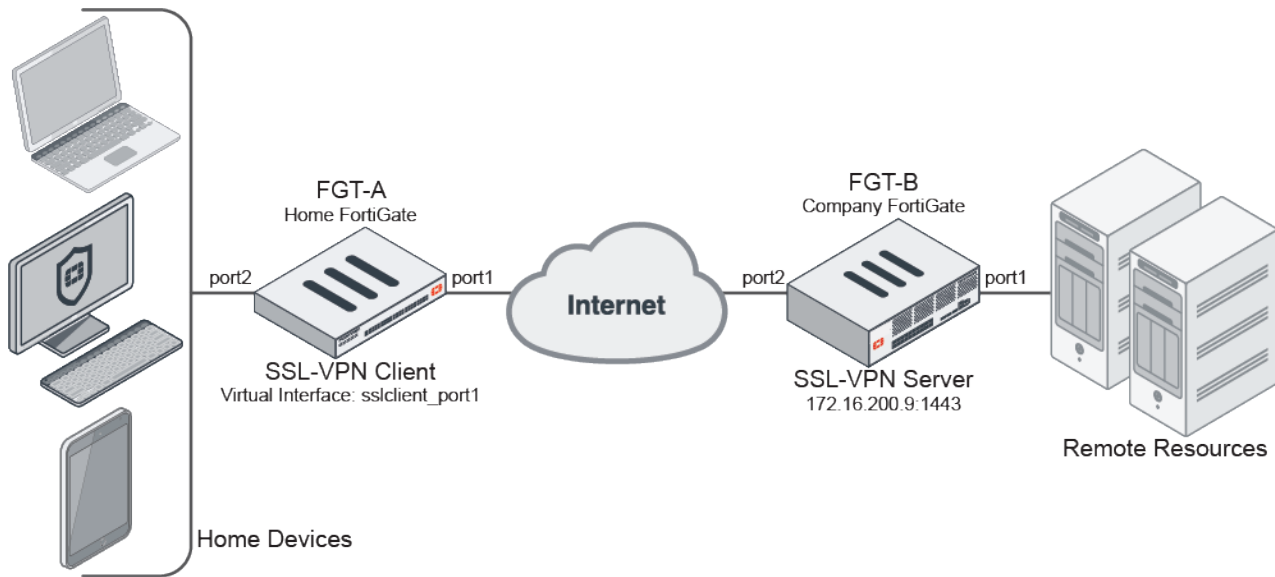 FGT-A
Home FortiGate
port2
port1
SSL-VPN Client
Virtual Interface: sslclient_port1
Home Devices
Internet
FGT-B
Company FortiGate
port2
port1
SSL-VPN Server
172.16.200.9:1443
Remote Resources